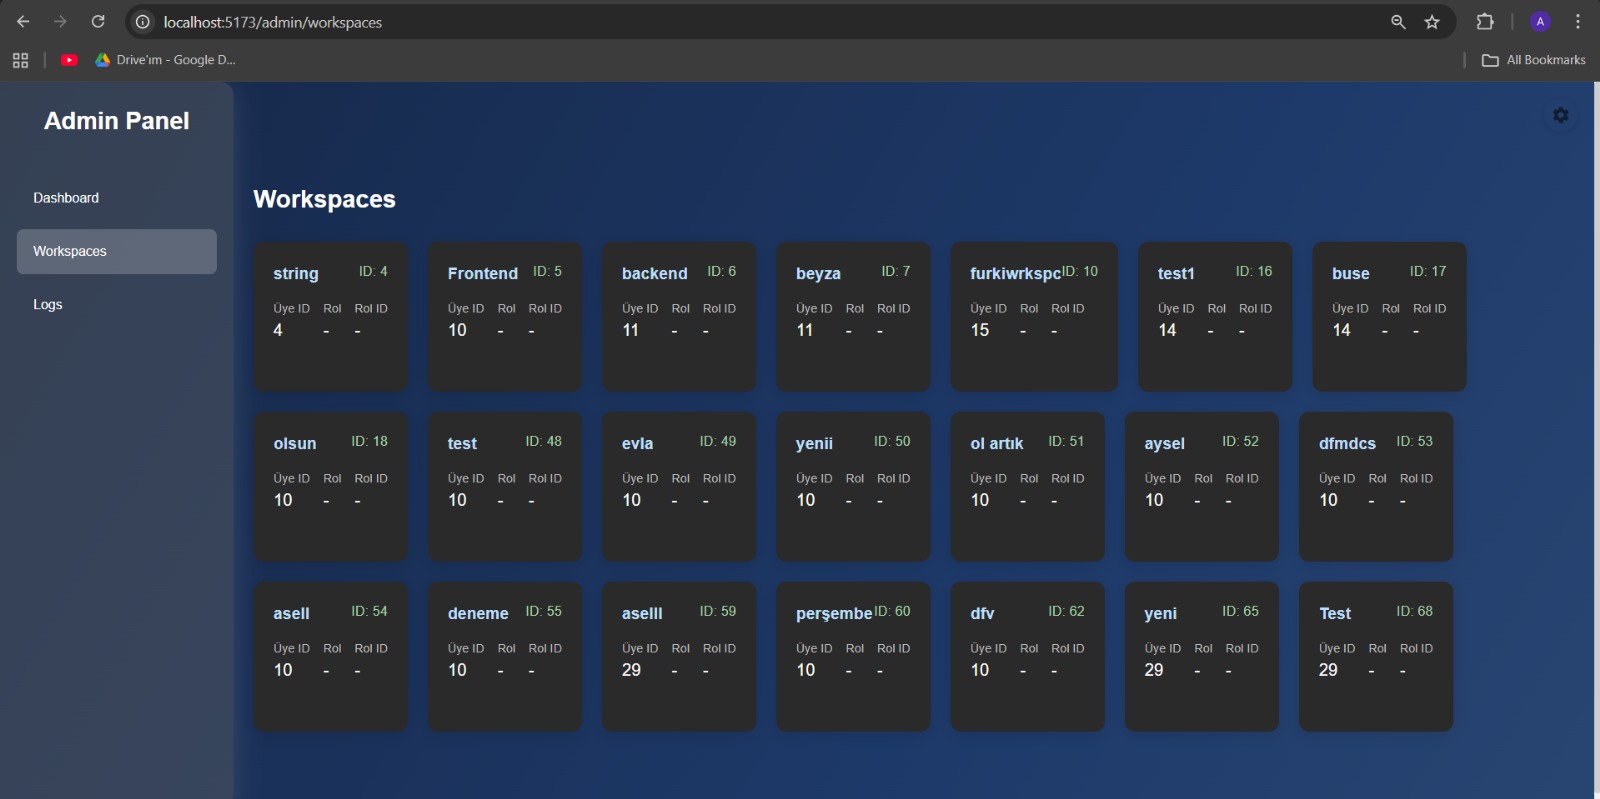 localhost:5173/admin/workspaces
A
Drive'ım - Google D...
All Bookmarks
Admin Panel
Dashboard
Workspaces
Logs
Workspaces
string ID: 4
Üye ID Rol Rol ID
4 - -
Frontend ID: 5
Üye ID Rol Rol ID
10 - -
backend ID: 6
Üye ID Rol Rol ID
11 - -
beyza ID: 7
Üye ID Rol Rol ID
11 - -
furkiwrkspc ID: 10
Üye ID Rol Rol ID
15 - -
test1 ID: 16
Üye ID Rol Rol ID
14 - -
buse ID: 17
Üye ID Rol Rol ID
14 - -
olsun ID: 18
Üye ID Rol Rol ID
10 - -
test ID: 48
Üye ID Rol Rol ID
10 - -
evla ID: 49
Üye ID Rol Rol ID
10 - -
yenii ID: 50
Üye ID Rol Rol ID
10 - -
ol artık ID: 51
Üye ID Rol Rol ID
10 - -
aysel ID: 52
Üye ID Rol Rol ID
10 - -
dfmdcs ID: 53
Üye ID Rol Rol ID
10 - -
asell ID: 54
Üye ID Rol Rol ID
10 - -
deneme ID: 55
Üye ID Rol Rol ID
10 - -
aselll ID: 59
Üye ID Rol Rol ID
29 - -
perşembe ID: 60
Üye ID Rol Rol ID
10 - -
dfv ID: 62
Üye ID Rol Rol ID
10 - -
yeni ID: 65
Üye ID Rol Rol ID
29 - -
Test ID: 68
Üye ID Rol Rol ID
29 - -